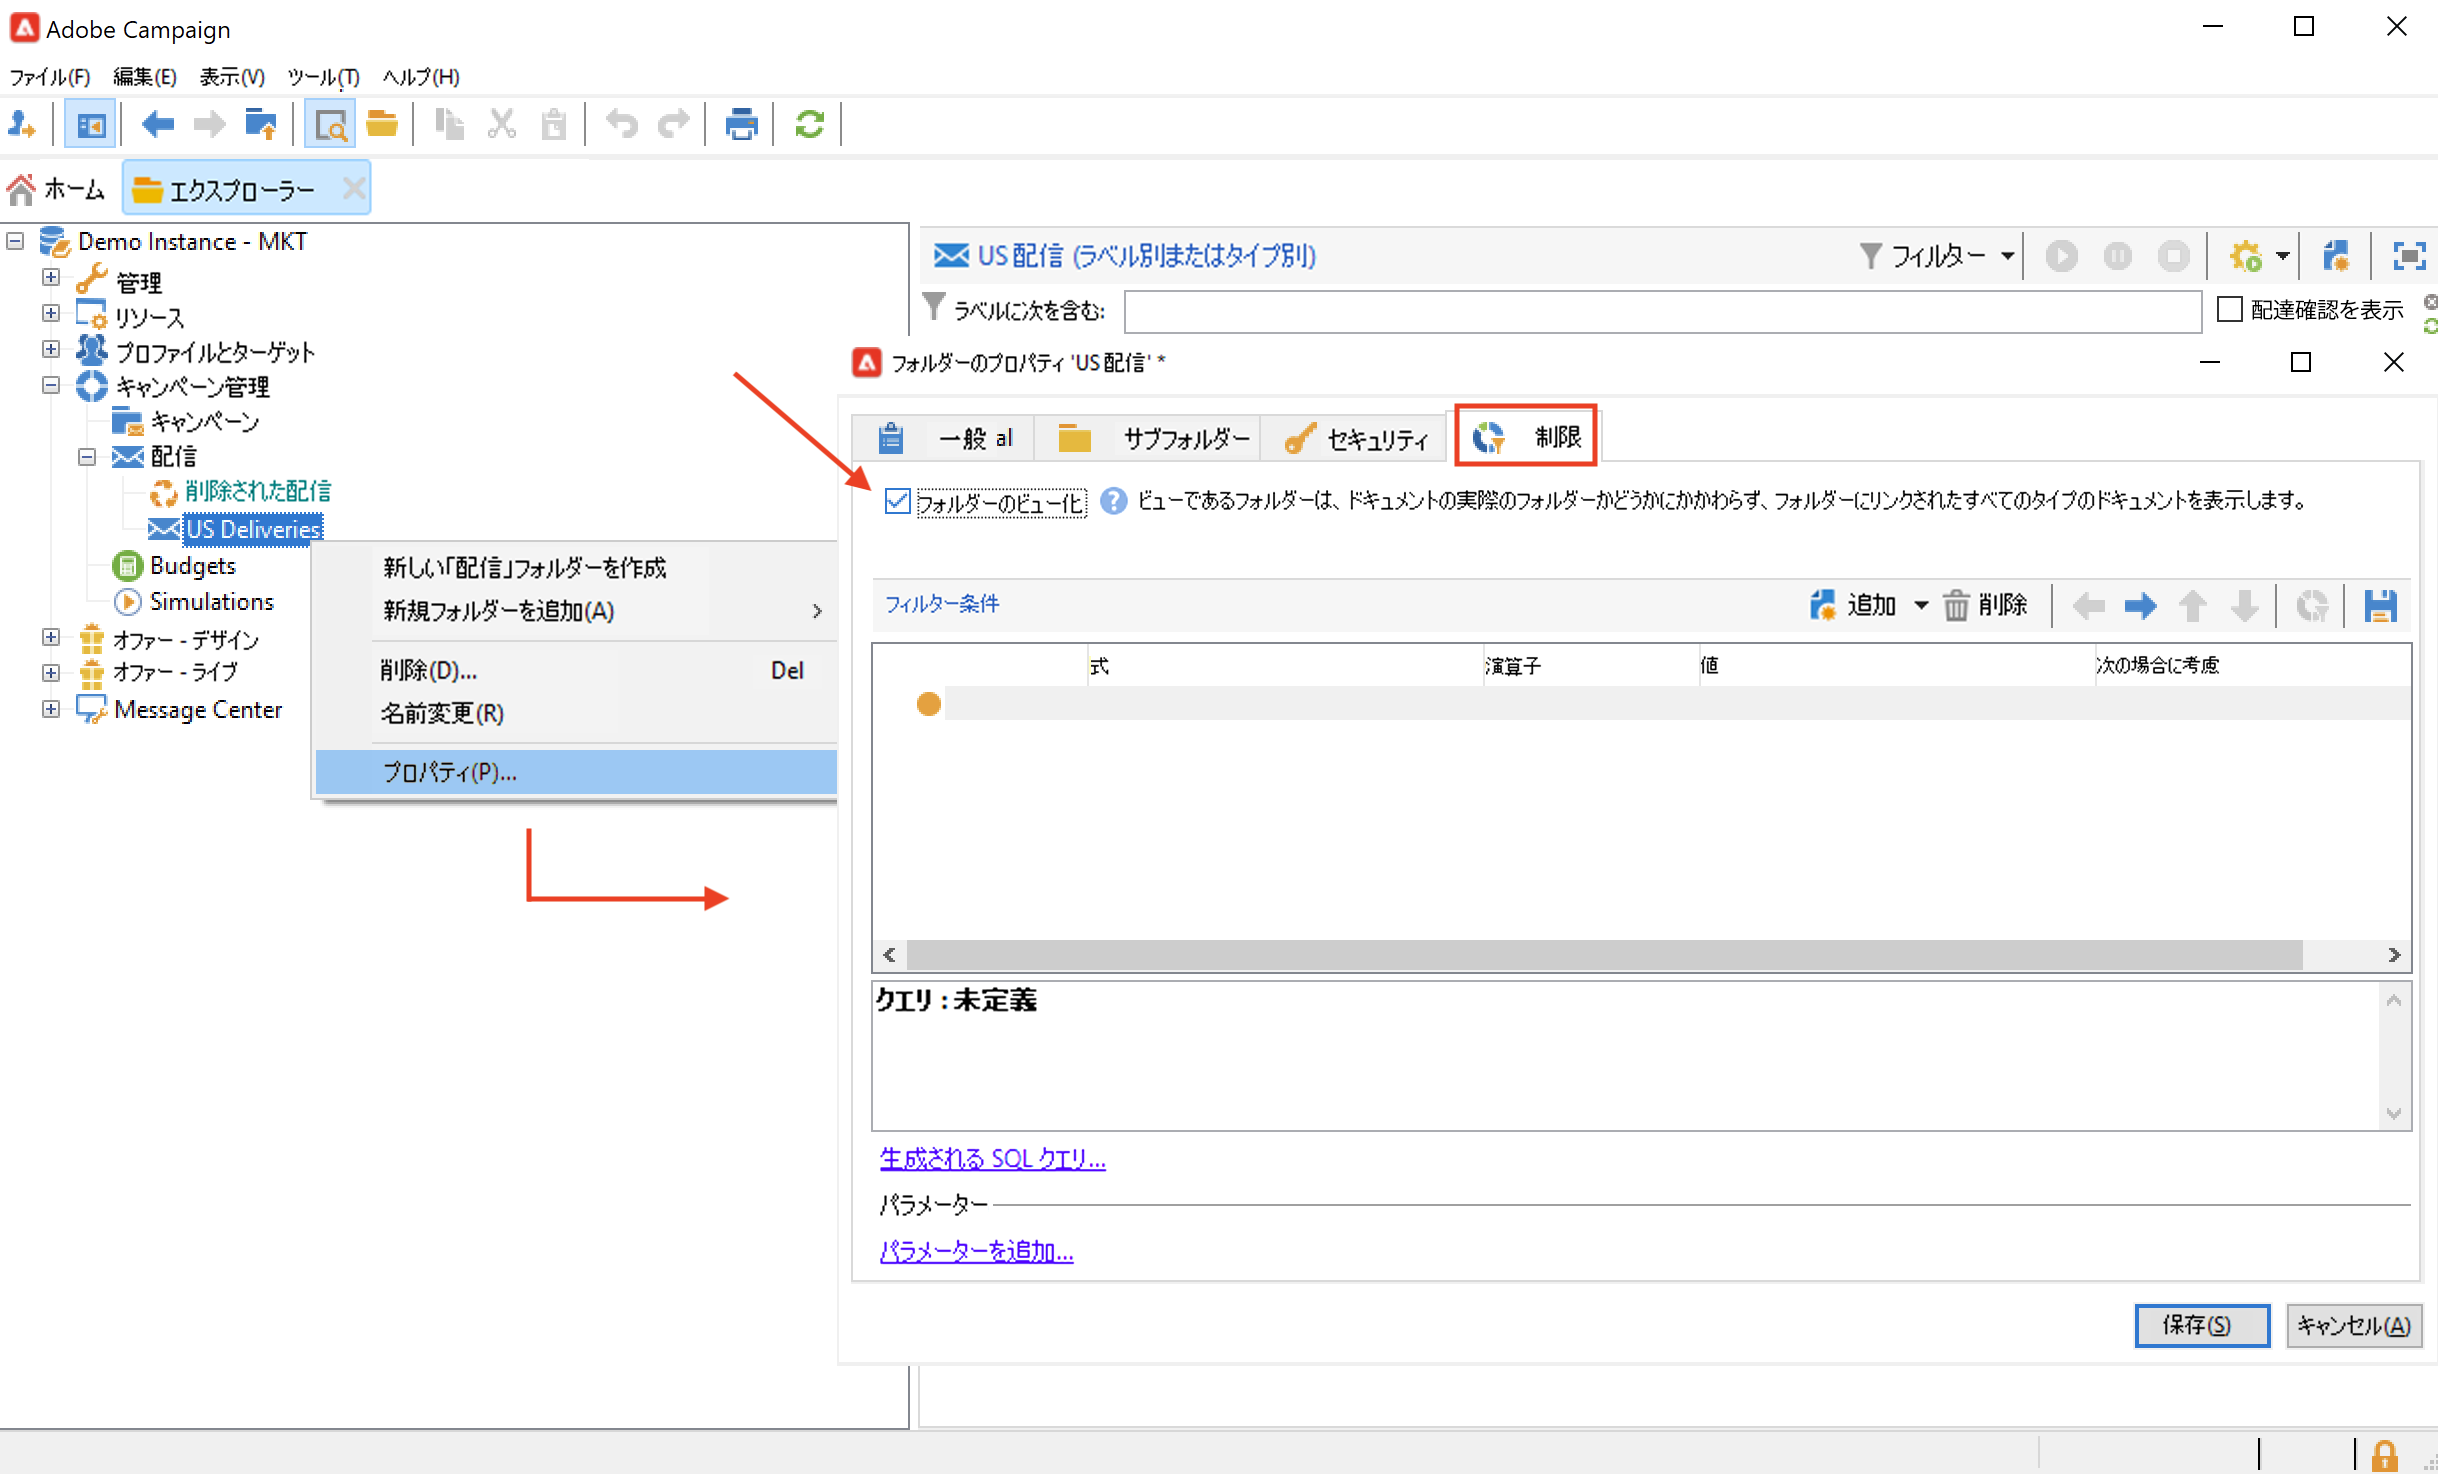 Adobe Campaign
ファイル(F) 編集(E) 表示(V) ツール(T) ヘルプ(H)
ホーム エクスプローラー
Demo Instance - MKT
管理
リソース
プロファイルとターゲット
キャンペーン管理
キャンペーン
配信
削除された配信
US Deliveries
Budgets
Simulations
オファー - デザイン
オファー - ライブ
Message Center
新しい「配信」フォルダーを作成
新規フォルダーを追加(A)
削除(D)... Del
名前変更(R)
プロパティ(P)...
US 配信 (ラベル別またはタイプ別) フィルター
ラベルに次を含む: 配達確認を表示
フォルダーのプロパティ 'US 配信' *
一般 al サブフォルダー セキュリティ 制限
フォルダーのビュー化 ビューであるフォルダーは、ドキュメントの実際のフォルダーかどうかにかかわらず、フォルダーにリンクされたすべてのタイプのドキュメントを表示します。
フィルター条件 追加 削除
式 演算子 値 次の場合に考慮
クエリ : 未定義
生成される SQL クエリ...
パラメーター
パラメーターを追加...
保存(S) キャンセル(A)